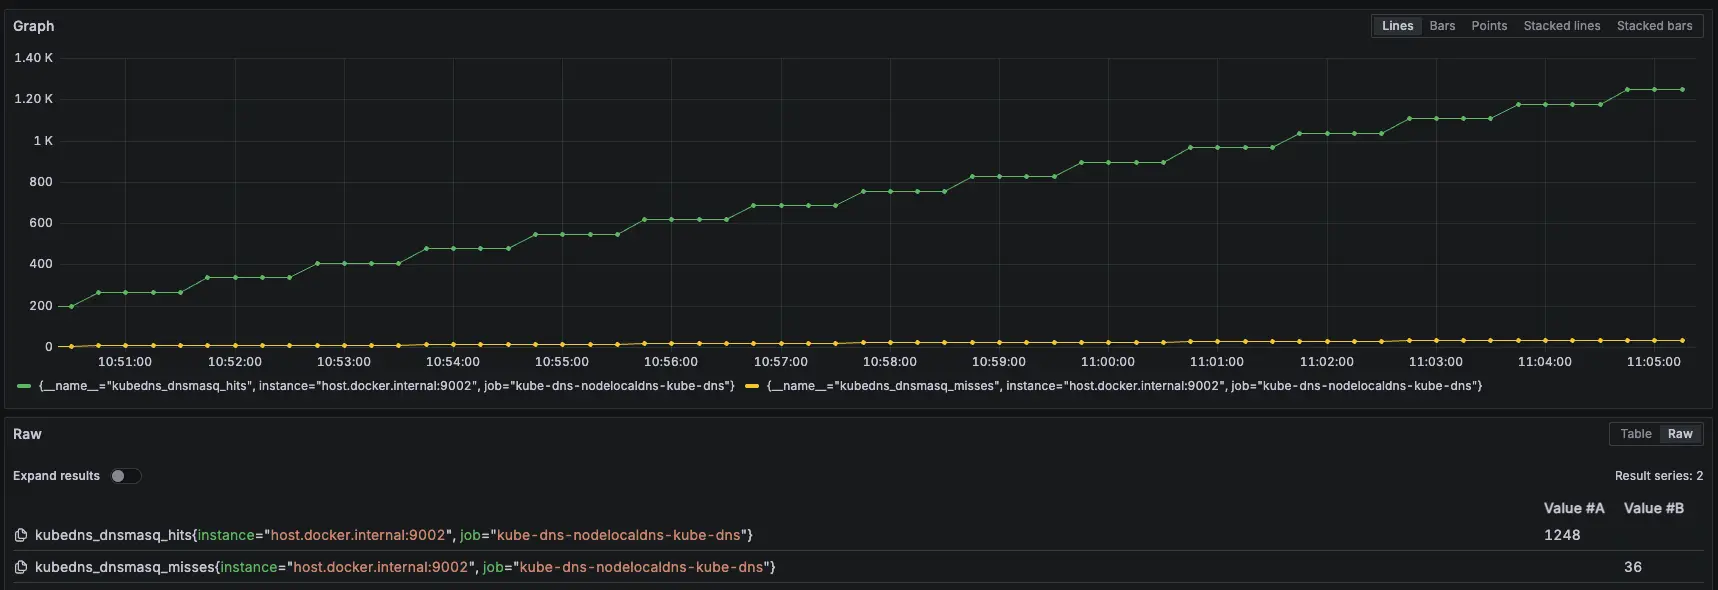 Graph
Lines Bars Points Stacked lines Stacked bars
1.40 K
1.20 K
1 K
800
600
400
200
0
10:51:00 10:52:00 10:53:00 10:54:00 10:55:00 10:56:00 10:57:00 10:58:00 10:59:00 11:00:00 11:01:00 11:02:00 11:03:00 11:04:00 11:05:00
{__name__="kubedns_dnsmasq_hits", instance="host.docker.internal:9002", job="kube-dns-nodelocaldns-kube-dns"} {__name__="kubedns_dnsmasq_misses", instance="host.docker.internal:9002", job="kube-dns-nodelocaldns-kube-dns"}
Raw
Table Raw
Expand results
Result series: 2
Value #A Value #B
kubedns_dnsmasq_hits{instance="host.docker.internal:9002", job="kube-dns-nodelocaldns-kube-dns"} 1248
kubedns_dnsmasq_misses{instance="host.docker.internal:9002", job="kube-dns-nodelocaldns-kube-dns"} 36